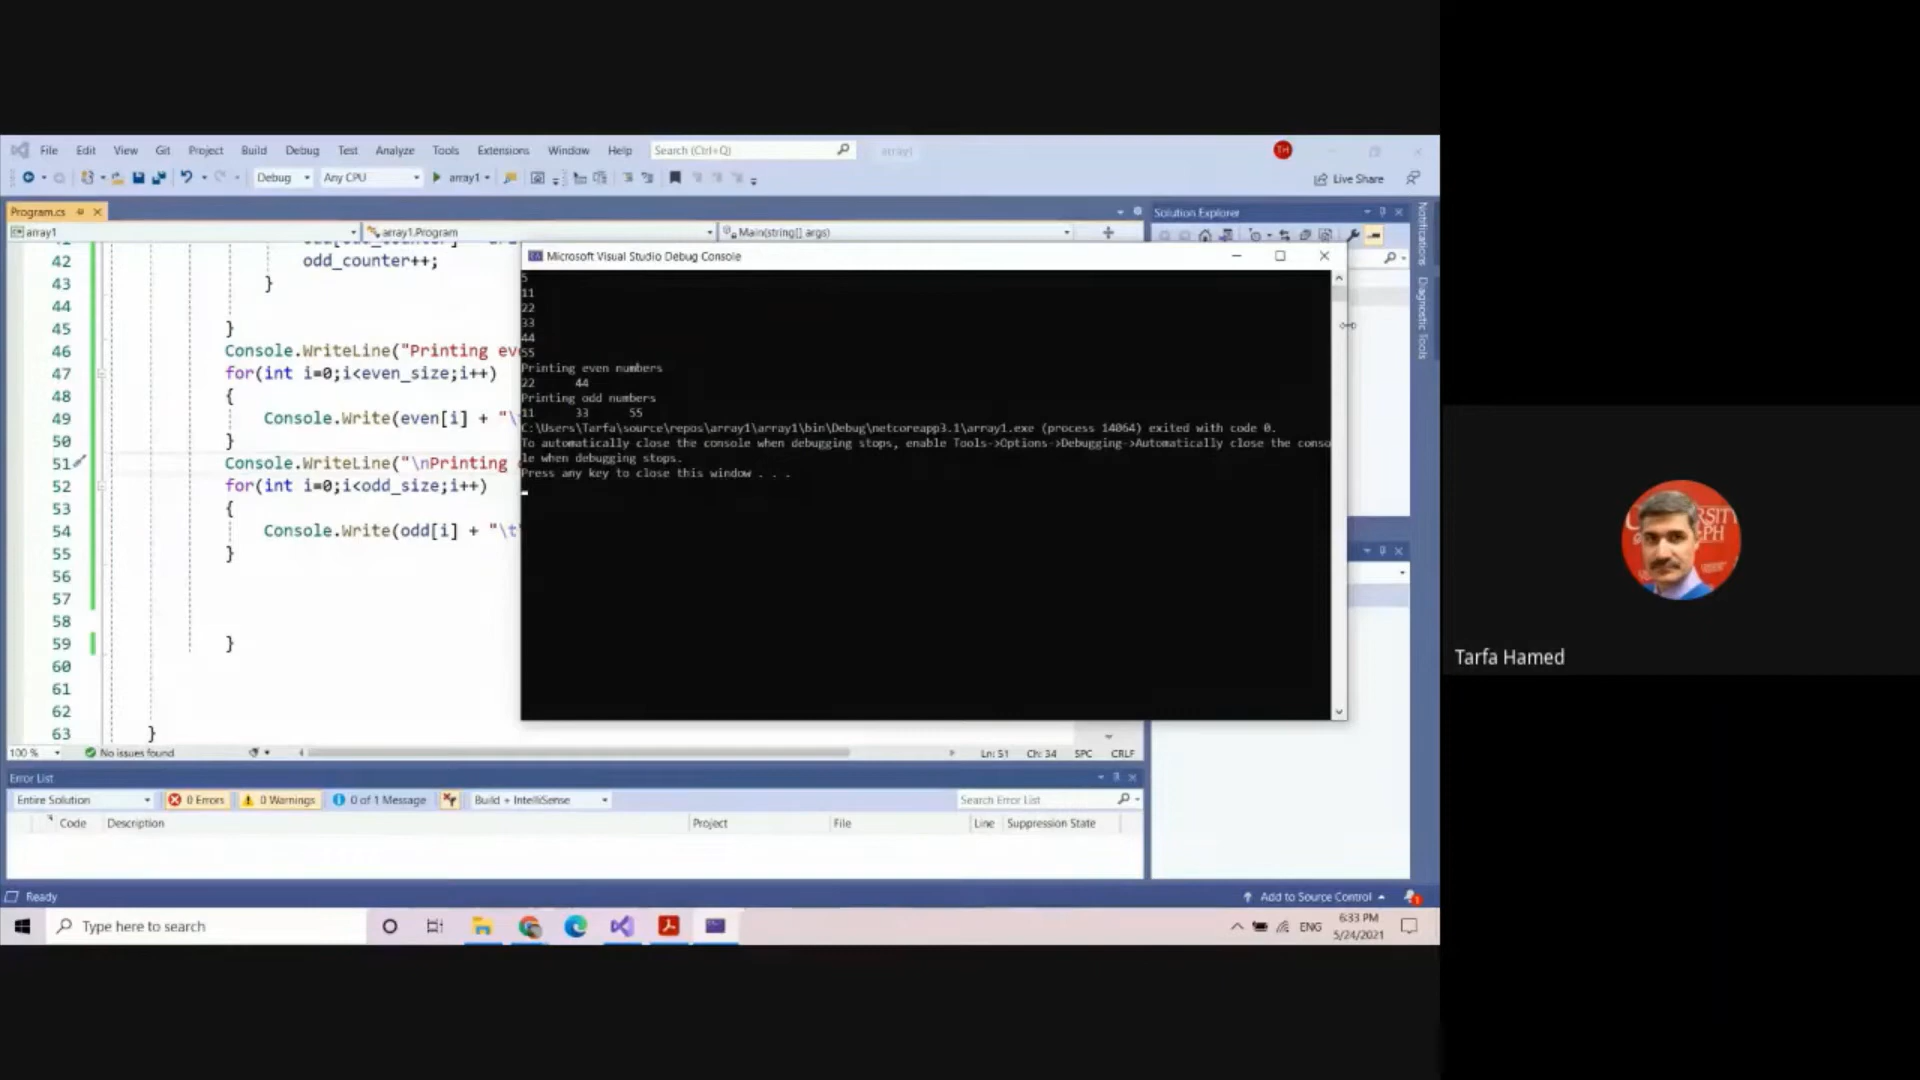 File Edit View Git Project Build Debug Test Analyze Tools Extensions Window Help Search (Ctrl+Q) array1 TH
Debug Any CPU array1 Live Share
Program.cs
array1 array1.Program Main(string[] args)
Solution Explorer
Notifications
Diagnostic Tools
42 odd_counter++;
43 }
44
45 }
46 Console.WriteLine("Printing ev
47 for(int i=0;i<even_size;i++)
48 {
49 Console.Write(even[i] + "\
50 }
51 Console.WriteLine("\nPrinting
52 for(int i=0;i<odd_size;i++)
53 {
54 Console.Write(odd[i] + "\t
55 }
56
57
58
59 }
60
61
62
63 }
Microsoft Visual Studio Debug Console
5
11
22
33
44
55
Printing even numbers
22 44
Printing odd numbers
11 33 55
C:\Users\Tarfa\source\repos\array1\array1\bin\Debug\netcoreapp3.1\array1.exe (process 14064) exited with code 0.
To automatically close the console when debugging stops, enable Tools->Options->Debugging->Automatically close the conso
le when debugging stops.
Press any key to close this window . . .
100 % No issues found Ln: 51 Ch: 34 SPC CRLF
Error List
Entire Solution 0 Errors 0 Warnings 0 of 1 Message Build + IntelliSense Search Error List
Code Description Project File Line Suppression State
Ready Add to Source Control 1
Type here to search ENG 6:33 PM
5/24/2021
Tarfa Hamed